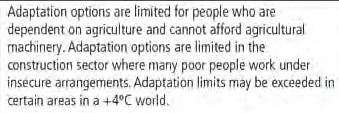 Adaptation options are limited for people who are
dependent on agriculture and cannot afford agricultural
machinery. Adaptation options are limited in the
construction sector where many poor people work under
insecure arrangements. Adaptation limits may be exceeded in
certain areas in a +4ºC world.